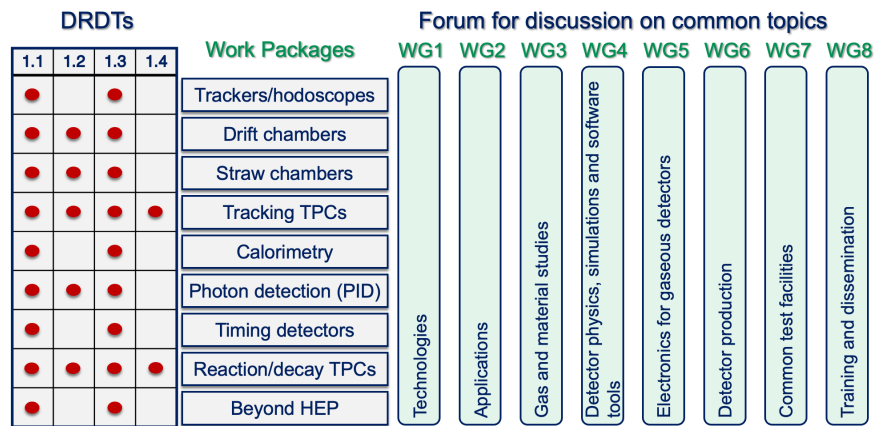 DRDTs
Forum for discussion on common topics
Work Packages
WG1 WG2 WG3 WG4 WG5 WG6 WG7 WG8
1.1 1.2 1.3 1.4
Trackers/hodoscopes
Drift chambers
Straw chambers
Tracking TPCs
Calorimetry
Photon detection (PID)
Timing detectors
Reaction/decay TPCs
Beyond HEP
Technologies
Applications
Gas and material studies
Detector physics, simulations and software
tools
Electronics for gaseous detectors
Detector production
Common test facilities
Training and dissemination